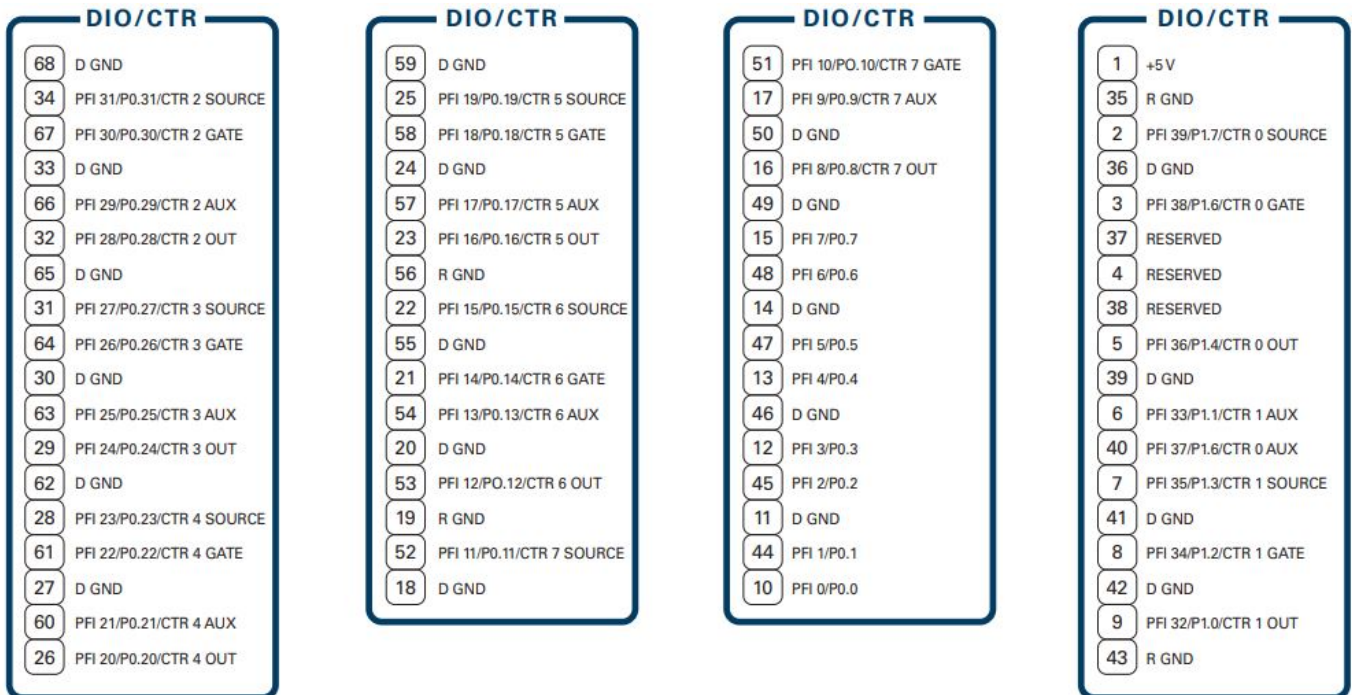 DIO/CTR
68 D GND
34 PFI 31/P0.31/CTR 2 SOURCE
67 PFI 30/P0.30/CTR 2 GATE
33 D GND
66 PFI 29/P0.29/CTR 2 AUX
32 PFI 28/P0.28/CTR 2 OUT
65 D GND
31 PFI 27/P0.27/CTR 3 SOURCE
64 PFI 26/P0.26/CTR 3 GATE
30 D GND
63 PFI 25/P0.25/CTR 3 AUX
29 PFI 24/P0.24/CTR 3 OUT
62 D GND
28 PFI 23/P0.23/CTR 4 SOURCE
61 PFI 22/P0.22/CTR 4 GATE
27 D GND
60 PFI 21/P0.21/CTR 4 AUX
26 PFI 20/P0.20/CTR 4 OUT
DIO/CTR
59 D GND
25 PFI 19/P0.19/CTR 5 SOURCE
58 PFI 18/P0.18/CTR 5 GATE
24 D GND
57 PFI 17/P0.17/CTR 5 AUX
23 PFI 16/P0.16/CTR 5 OUT
56 R GND
22 PFI 15/P0.15/CTR 6 SOURCE
55 D GND
21 PFI 14/P0.14/CTR 6 GATE
54 PFI 13/P0.13/CTR 6 AUX
20 D GND
53 PFI 12/PO.12/CTR 6 OUT
19 R GND
52 PFI 11/P0.11/CTR 7 SOURCE
18 D GND
DIO/CTR
51 PFI 10/PO.10/CTR 7 GATE
17 PFI 9/P0.9/CTR 7 AUX
50 D GND
16 PFI 8/P0.8/CTR 7 OUT
49 D GND
15 PFI 7/P0.7
48 PFI 6/P0.6
14 D GND
47 PFI 5/P0.5
13 PFI 4/P0.4
46 D GND
12 PFI 3/P0.3
45 PFI 2/P0.2
11 D GND
44 PFI 1/P0.1
10 PFI 0/P0.0
DIO/CTR
1 +5 V
35 R GND
2 PFI 39/P1.7/CTR 0 SOURCE
36 D GND
3 PFI 38/P1.6/CTR 0 GATE
37 RESERVED
4 RESERVED
38 RESERVED
5 PFI 36/P1.4/CTR 0 OUT
39 D GND
6 PFI 33/P1.1/CTR 1 AUX
40 PFI 37/P1.6/CTR 0 AUX
7 PFI 35/P1.3/CTR 1 SOURCE
41 D GND
8 PFI 34/P1.2/CTR 1 GATE
42 D GND
9 PFI 32/P1.0/CTR 1 OUT
43 R GND